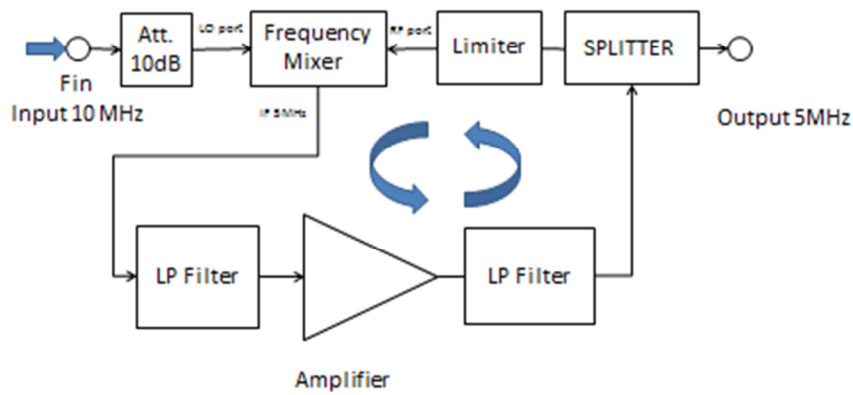 Att.
10dB
LO port
Frequency
Mixer
RF port
Limiter
SPLITTER
Fin
Input 10 MHz
IF 5MHz
Output 5MHz
LP Filter
LP Filter
Amplifier